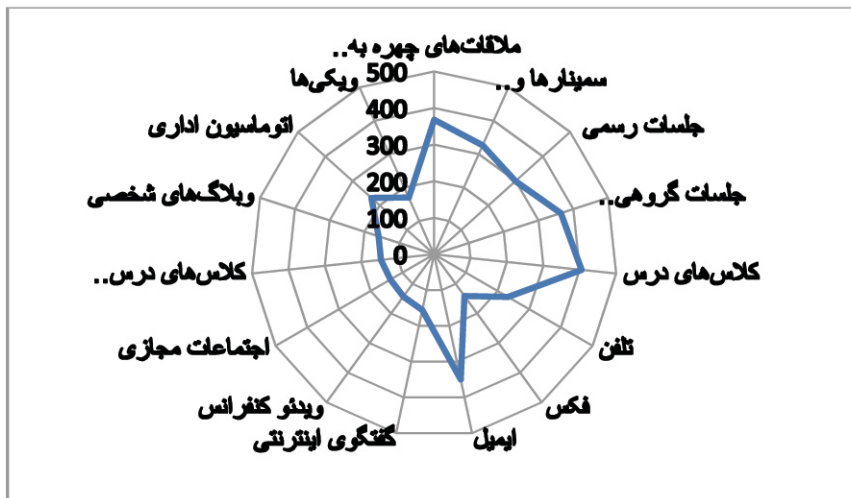 ملاقات‌های چهره به..
سمینارها و..
جلسات رسمی
جلسات گروهی..
کلاس‌های درس
تلفن
فکس
ایمیل
گفتگوی اینترنتی
ویدئو کنفرانس
اجتماعات مجازی
کلاس‌های درس..
وبلاگ‌های شخصی
اتوماسیون اداری
ویکی‌ها
500
400
300
200
100
0